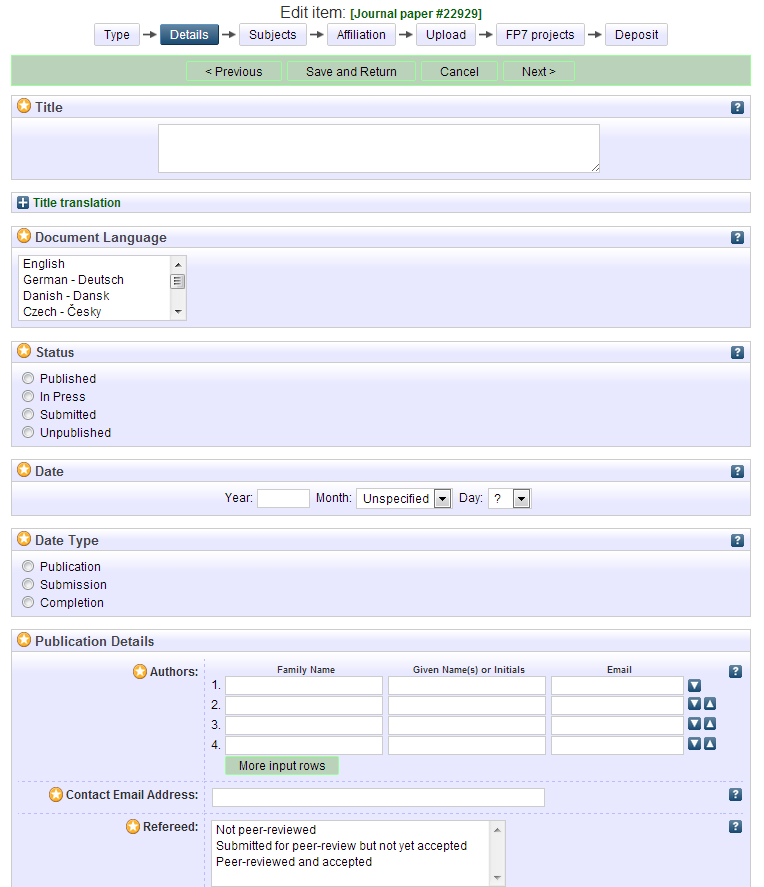 Edit item: [Journal paper #22929]
Type Details Subjects Affiliation Upload FP7 projects Deposit
< Previous Save and Return Cancel Next >
Title ?
Title translation
Document Language ?
English
German - Deutsch
Danish - Dansk
Czech - Česky
Status ?
Published
In Press
Submitted
Unpublished
Date ?
Year: Month: Unspecified Day: ?
Date Type ?
Publication
Submission
Completion
Publication Details
Authors: Family Name Given Name(s) or Initials Email ?
1.
2.
3.
4.
More input rows
Contact Email Address: ?
Refereed: ?
Not peer-reviewed
Submitted for peer-review but not yet accepted
Peer-reviewed and accepted